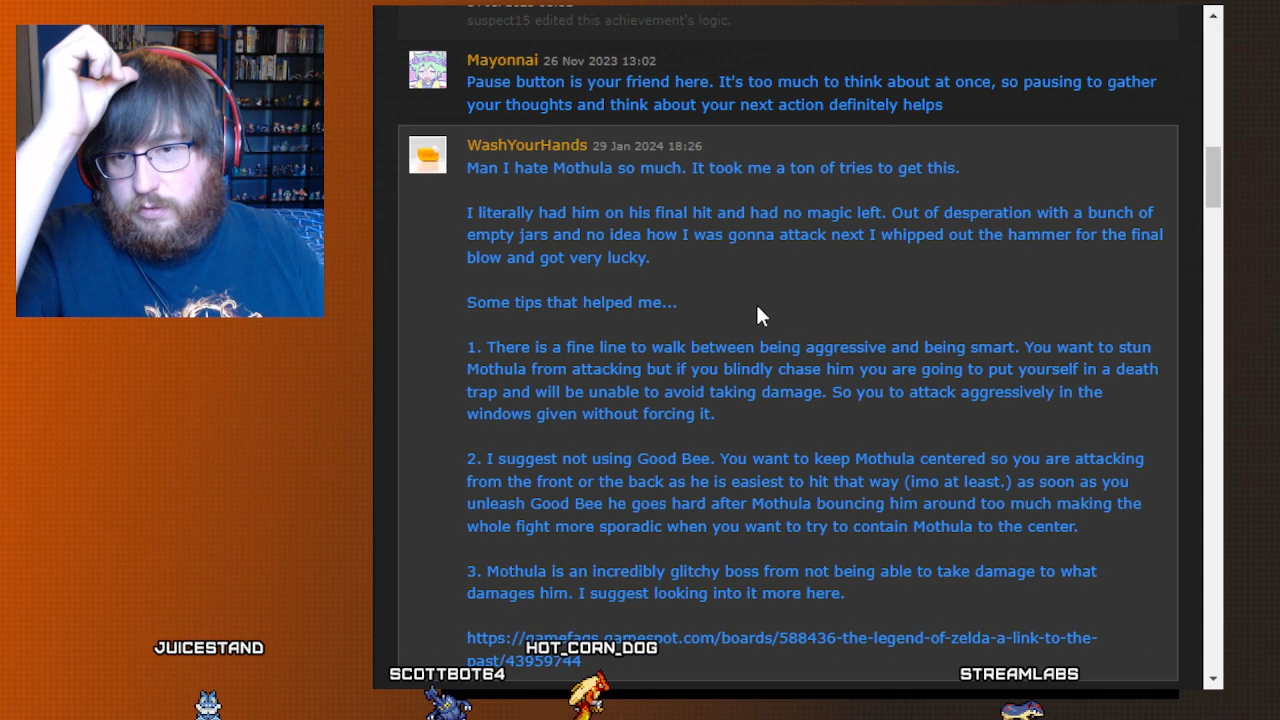 suspect15 edited this achievement's logic.
Mayonnai 26 Nov 2023 13:02
Pause button is your friend here. It's too much to think about at once, so pausing to gather
your thoughts and think about your next action definitely helps
WashYourHands 29 Jan 2024 18:26
Man I hate Mothula so much. It took me a ton of tries to get this.
I literally had him on his final hit and had no magic left. Out of desperation with a bunch of
empty jars and no idea how I was gonna attack next I whipped out the hammer for the final
blow and got very lucky.
Some tips that helped me...
1. There is a fine line to walk between being aggressive and being smart. You want to stun
Mothula from attacking but if you blindly chase him you are going to put yourself in a death
trap and will be unable to avoid taking damage. So you to attack aggressively in the
windows given without forcing it.
2. I suggest not using Good Bee. You want to keep Mothula centered so you are attacking
from the front or the back as he is easiest to hit that way (imo at least.) as soon as you
unleash Good Bee he goes hard after Mothula bouncing him around too much making the
whole fight more sporadic when you want to try to contain Mothula to the center.
3. Mothula is an incredibly glitchy boss from not being able to take damage to what
damages him. I suggest looking into it more here.
https://gamefaqs.gamespot.com/boards/588436-the-legend-of-zelda-a-link-to-the-
past/43959744
JUICESTAND
HOT_CORN_DOG
SCOTTBOT64
STREAMLABS